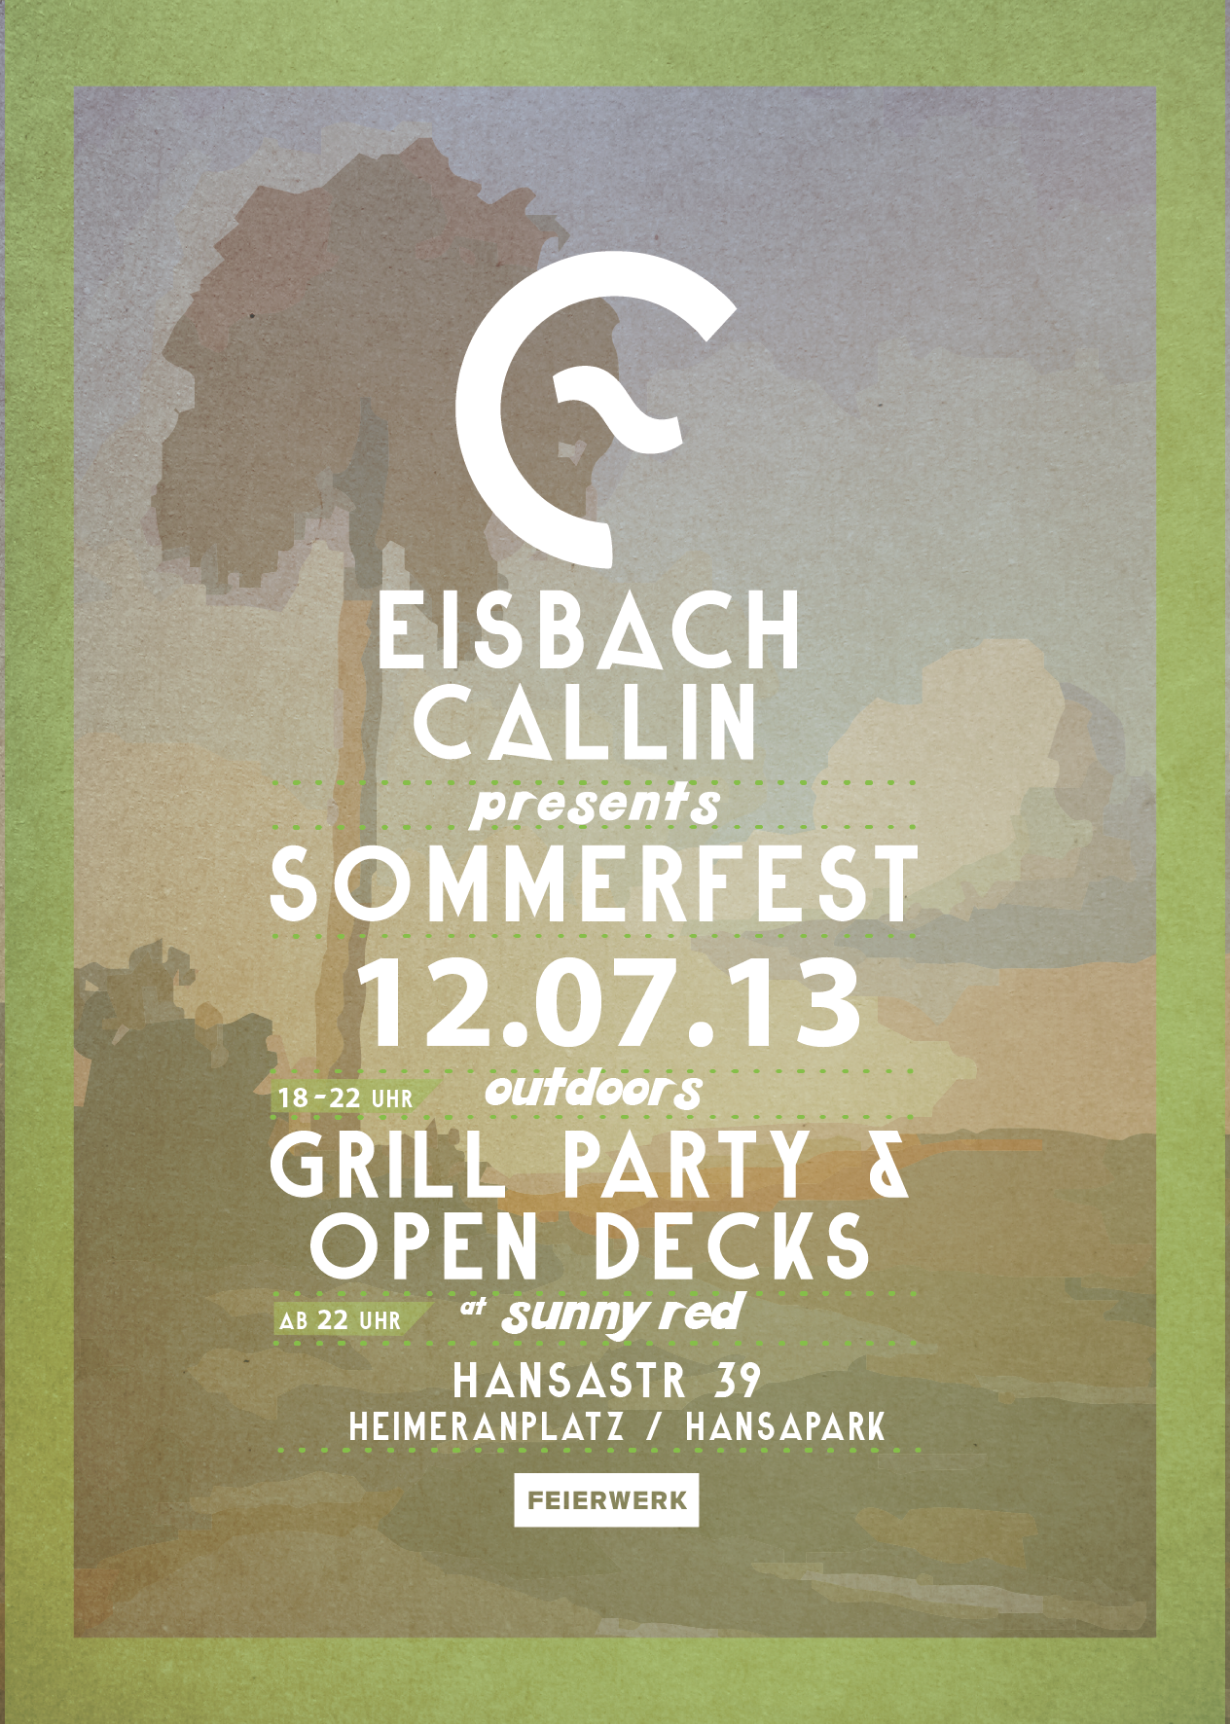 EISBACH
CALLIN
presents
SOMMERFEST
12.07.13
18-22 UHR outdoors
GRILL PARTY &
OPEN DECKS
AB 22 UHR at sunny red
HANSASTR 39
HEIMERANPLATZ / HANSAPARK
FEIERWERK